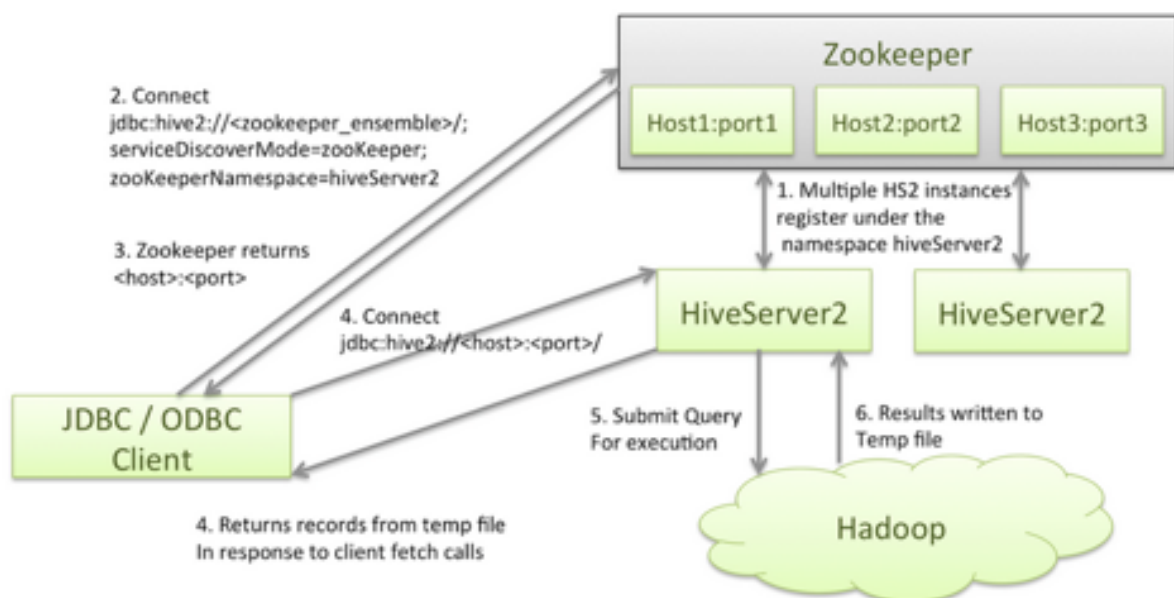 Zookeeper
Host1:port1
Host2:port2
Host3:port3
2. Connect
jdbc:hive2://<zookeeper_ensemble>/;
serviceDiscoverMode=zooKeeper;
zooKeeperNamespace=hiveServer2
1. Multiple HS2 instances
register under the
namespace hiveServer2
3. Zookeeper returns
<host>:<port>
HiveServer2
HiveServer2
4. Connect
jdbc:hive2://<host>:<port>/
JDBC / ODBC
Client
5. Submit Query
For execution
6. Results written to
Temp file
4. Returns records from temp file
In response to client fetch calls
Hadoop